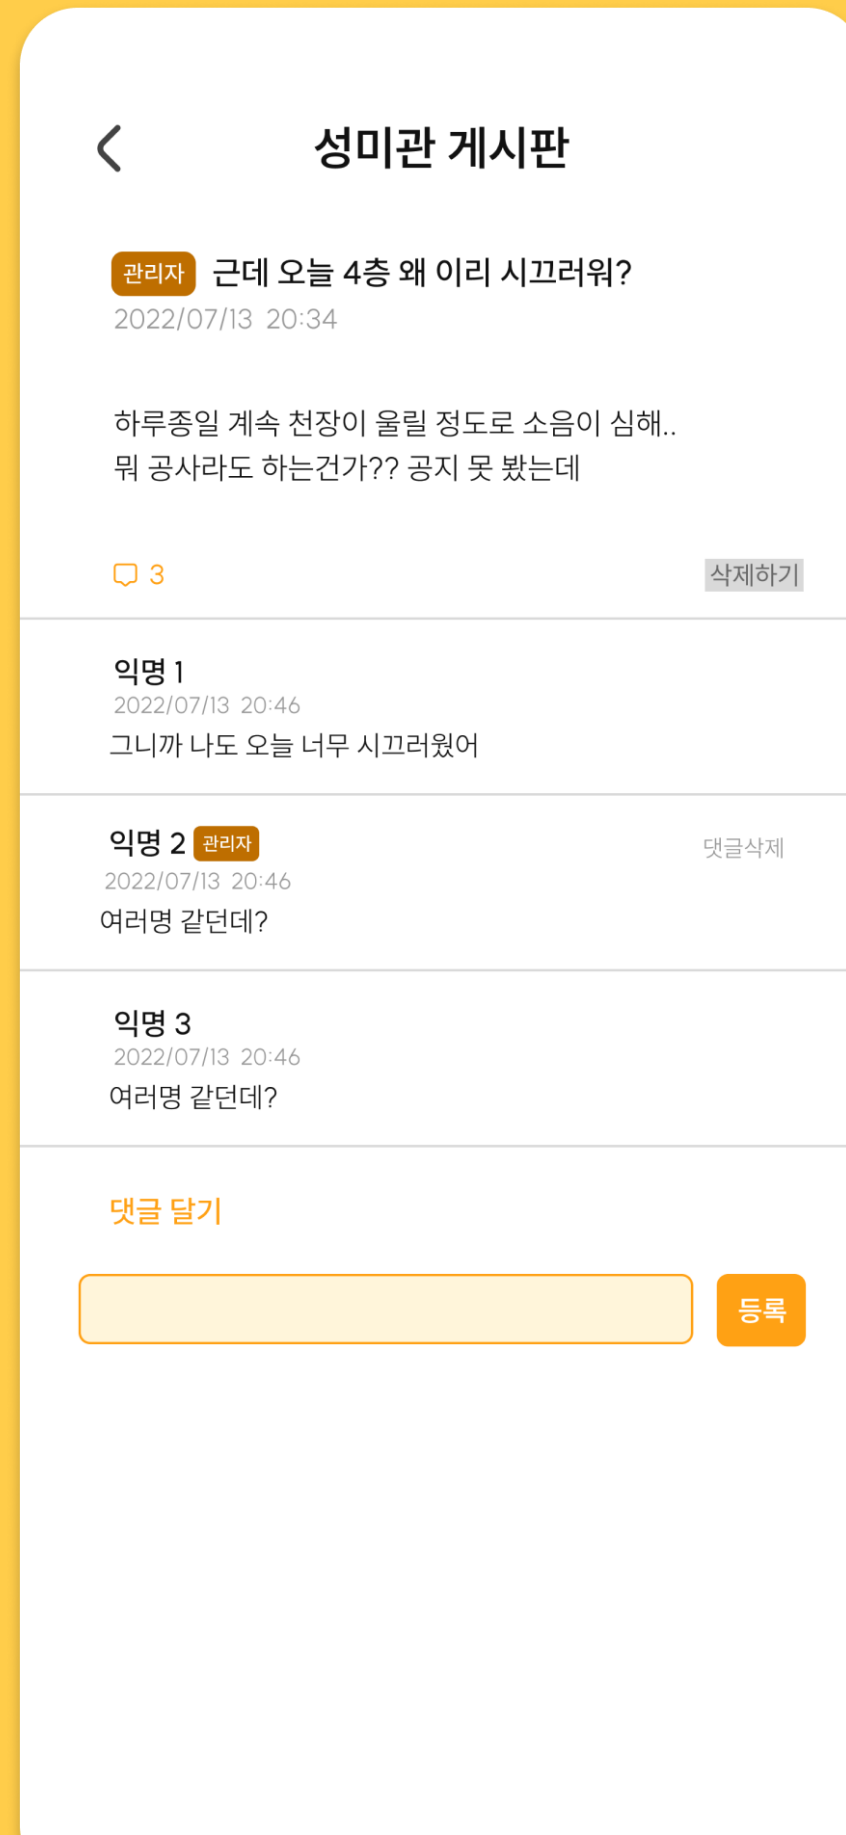 성미관 게시판
관리자 근데 오늘 4층 왜 이리 시끄러워?
2022/07/13 20:34
하루종일 계속 천장이 울릴 정도로 소음이 심해..
뭐 공사라도 하는건가?? 공지 못 봤는데
3 삭제하기
익명 1
2022/07/13 20:46
그니까 나도 오늘 너무 시끄러웠어
익명 2 관리자 댓글삭제
2022/07/13 20:46
여러명 같던데?
익명 3
2022/07/13 20:46
여러명 같던데?
댓글 달기
등록